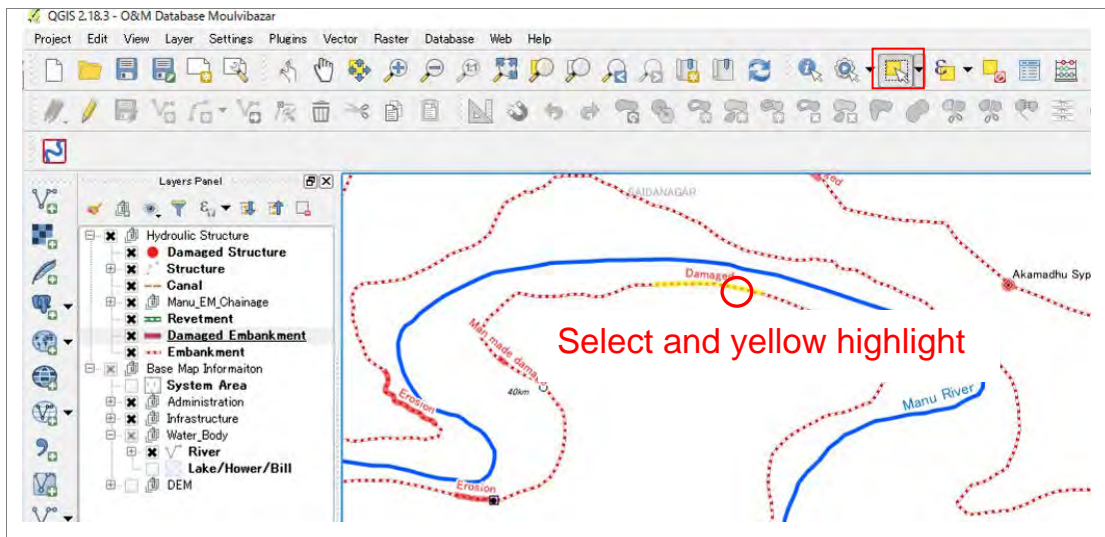 QGIS 2.18.3 - O&M Database Moulvibazar
Project Edit View Layer Settings Plugins Vector Raster Database Web Help
Layers Panel
Hydroulic Structure
Damaged Structure
Structure
Canal
Manu_EM_Chainage
Revetment
Damaged Embankment
Embankment
Base Map Informaiton
System Area
Administration
Infrastructure
Water_Body
River
Lake/Hower/Bill
DEM
SAIDANAGAR
Damaged
Akamadhu Syp
Select and yellow highlight
Man made damage
40km
Erosion
Manu River
Erosion